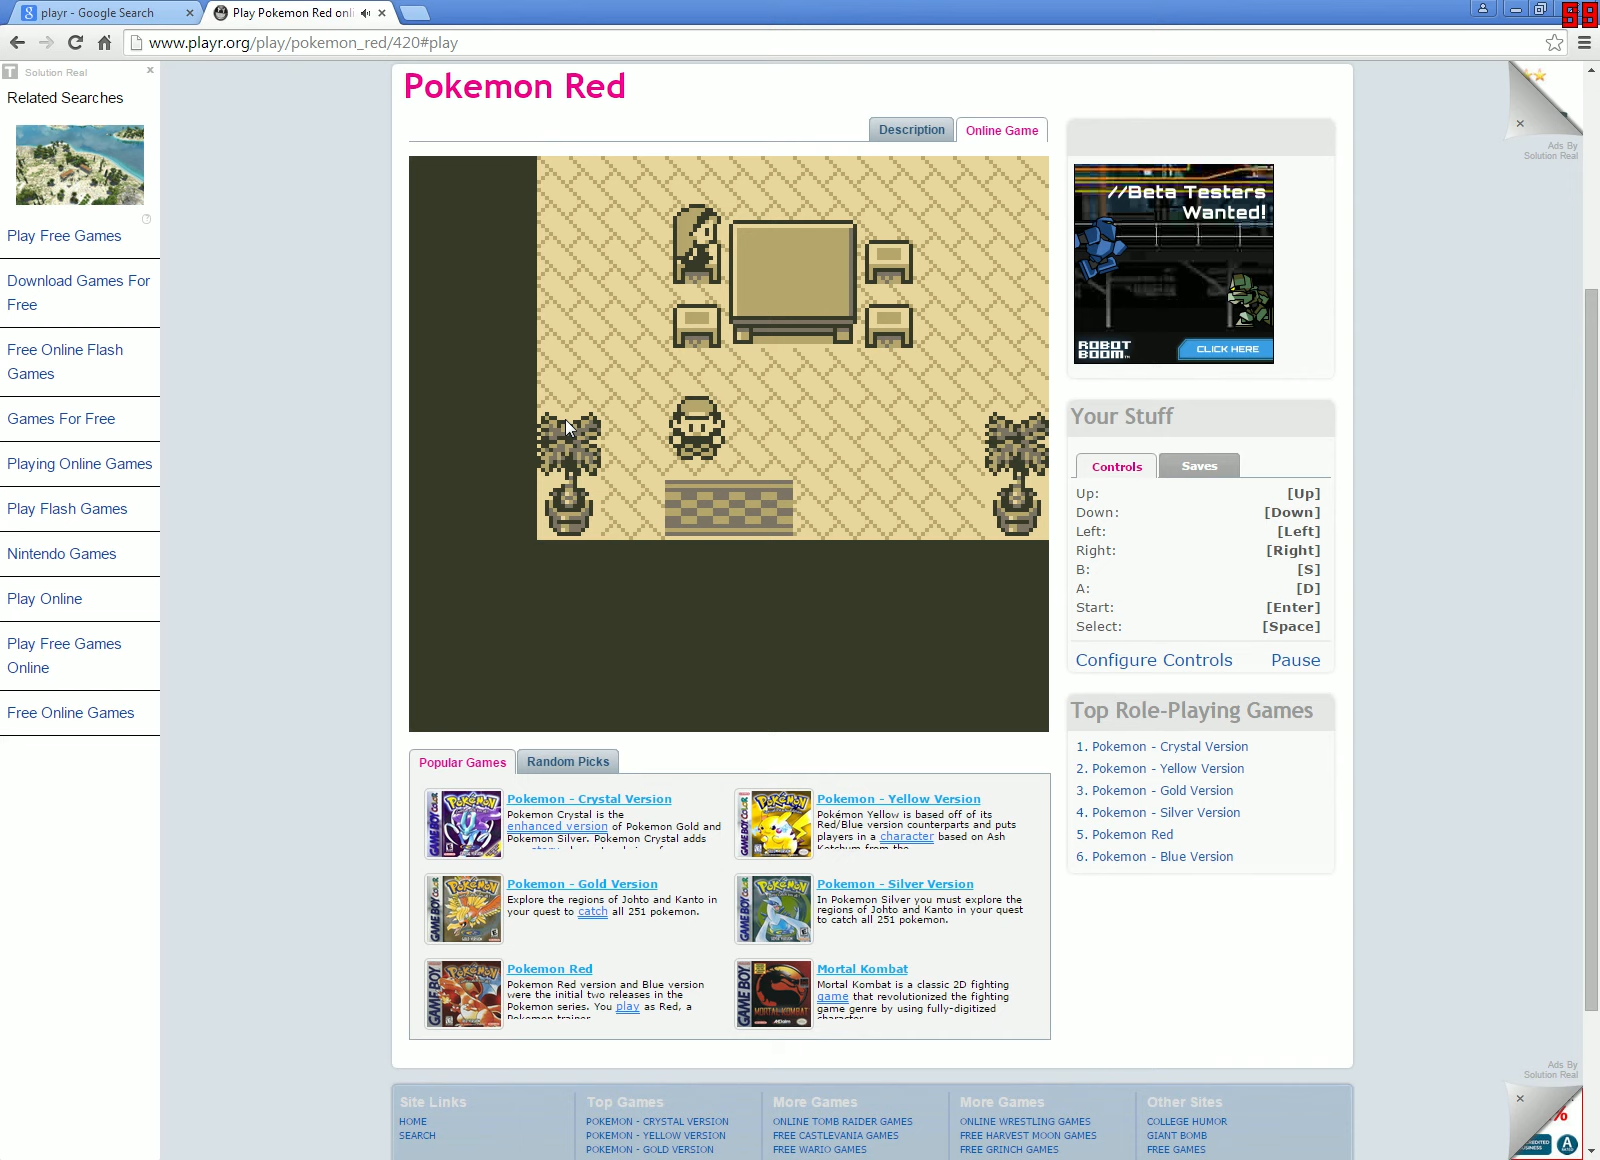 playr - Google Search
Play Pokemon Red onli
59
www.playr.org/play/pokemon_red/420#play
T Solution Real
Related Searches
Play Free Games
Download Games For
Free
Free Online Flash
Games
Games For Free
Playing Online Games
Play Flash Games
Nintendo Games
Play Online
Play Free Games
Online
Free Online Games
Pokemon Red
Description
Online Game
//Beta Testers
Wanted!
ROBOT
BOOM
CLICK HERE
Ads By
Solution Real
Your Stuff
Controls
Saves
Up: [Up]
Down: [Down]
Left: [Left]
Right: [Right]
B: [S]
A: [D]
Start: [Enter]
Select: [Space]
Configure Controls Pause
Top Role-Playing Games
1. Pokemon - Crystal Version
2. Pokemon - Yellow Version
3. Pokemon - Gold Version
4. Pokemon - Silver Version
5. Pokemon Red
6. Pokemon - Blue Version
Popular Games
Random Picks
Pokemon - Crystal Version
Pokemon Crystal is the
enhanced version of Pokemon Gold and
Pokemon Silver. Pokemon Crystal adds
Pokemon - Yellow Version
Pokémon Yellow is based off of its
Red/Blue version counterparts and puts
players in a character based on Ash
Ketchum from the
Pokemon - Gold Version
Explore the regions of Johto and Kanto in
your quest to catch all 251 pokemon.
Pokemon - Silver Version
In Pokemon Silver you must explore the
regions of Johto and Kanto in your quest
to catch all 251 pokemon.
Pokemon Red
Pokemon Red version and Blue version
were the initial two releases in the
Pokemon series. You play as Red, a
Pokemon trainer
Mortal Kombat
Mortal Kombat is a classic 2D fighting
game that revolutionized the fighting
game genre by using fully-digitized
character
Ads By
Solution Real
Site Links
HOME
SEARCH
Top Games
POKEMON - CRYSTAL VERSION
POKEMON - YELLOW VERSION
POKEMON - GOLD VERSION
More Games
ONLINE TOMB RAIDER GAMES
FREE CASTLEVANIA GAMES
FREE WARIO GAMES
More Games
ONLINE WRESTLING GAMES
FREE HARVEST MOON GAMES
FREE GRINCH GAMES
Other Sites
COLLEGE HUMOR
GIANT BOMB
FREE GAMES